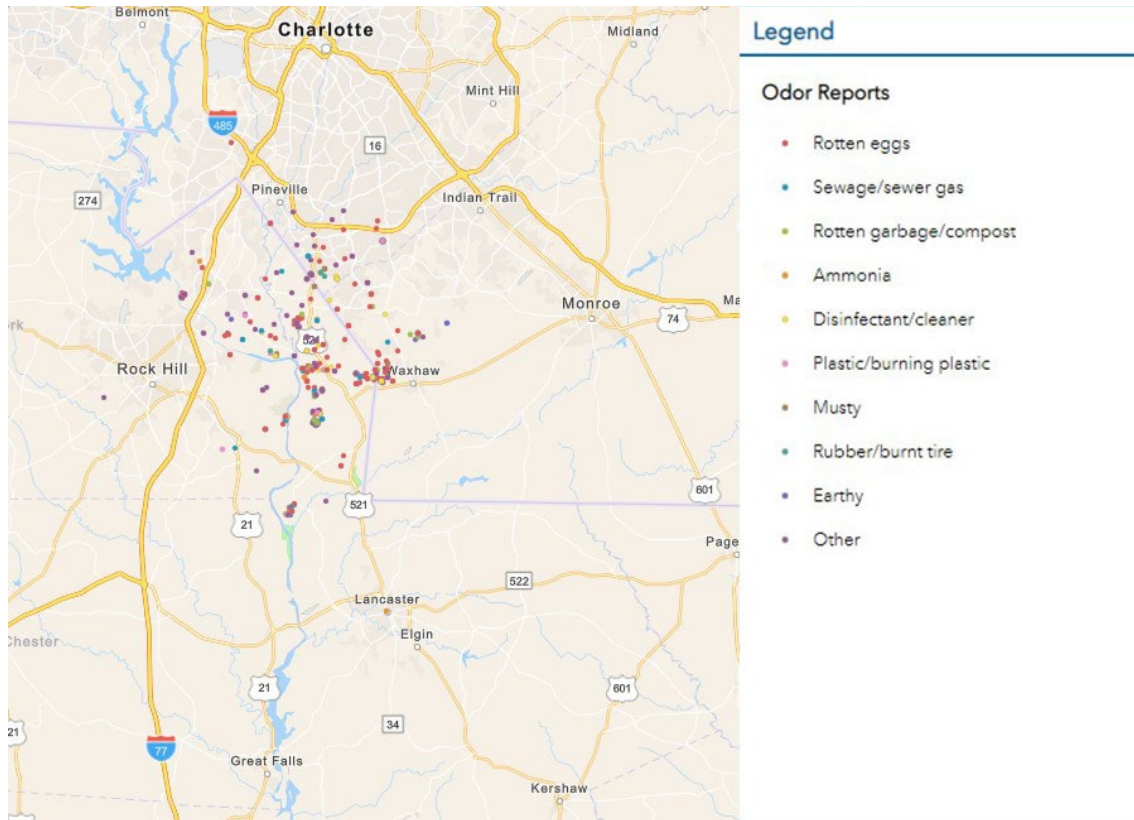 Belmont
Charlotte
Midland
Mint Hill
485
16
Pineville
Indian Trail
274
Monroe
74
521
Rock Hill
Waxhaw
601
521
21
Page
522
Lancaster
Elgin
Chester
21
601
34
21
77
Great Falls
Kershaw
Legend
Odor Reports
Rotten eggs
Sewage/sewer gas
Rotten garbage/compost
Ammonia
Disinfectant/cleaner
Plastic/burning plastic
Musty
Rubber/burnt tire
Earthy
Other